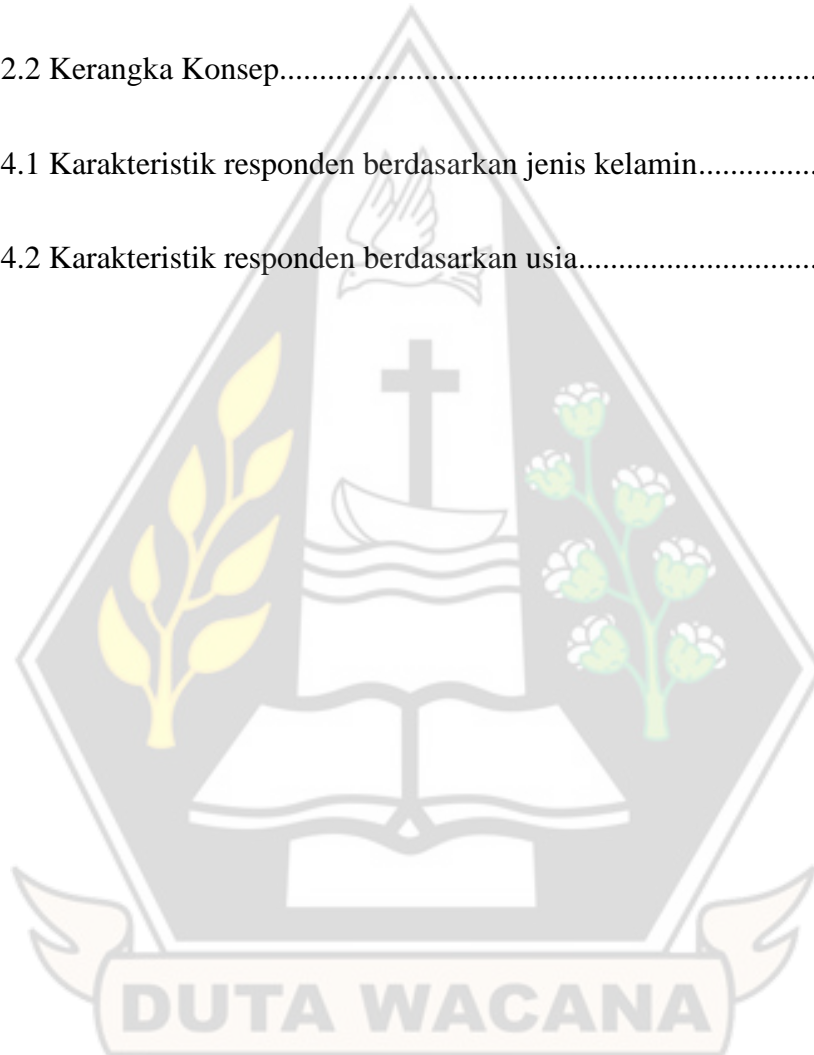 2.2 Kerangka Konsep.............................................................
4.1 Karakteristik responden berdasarkan jenis kelamin...............
4.2 Karakteristik responden berdasarkan usia..............................
DUTA WACANA